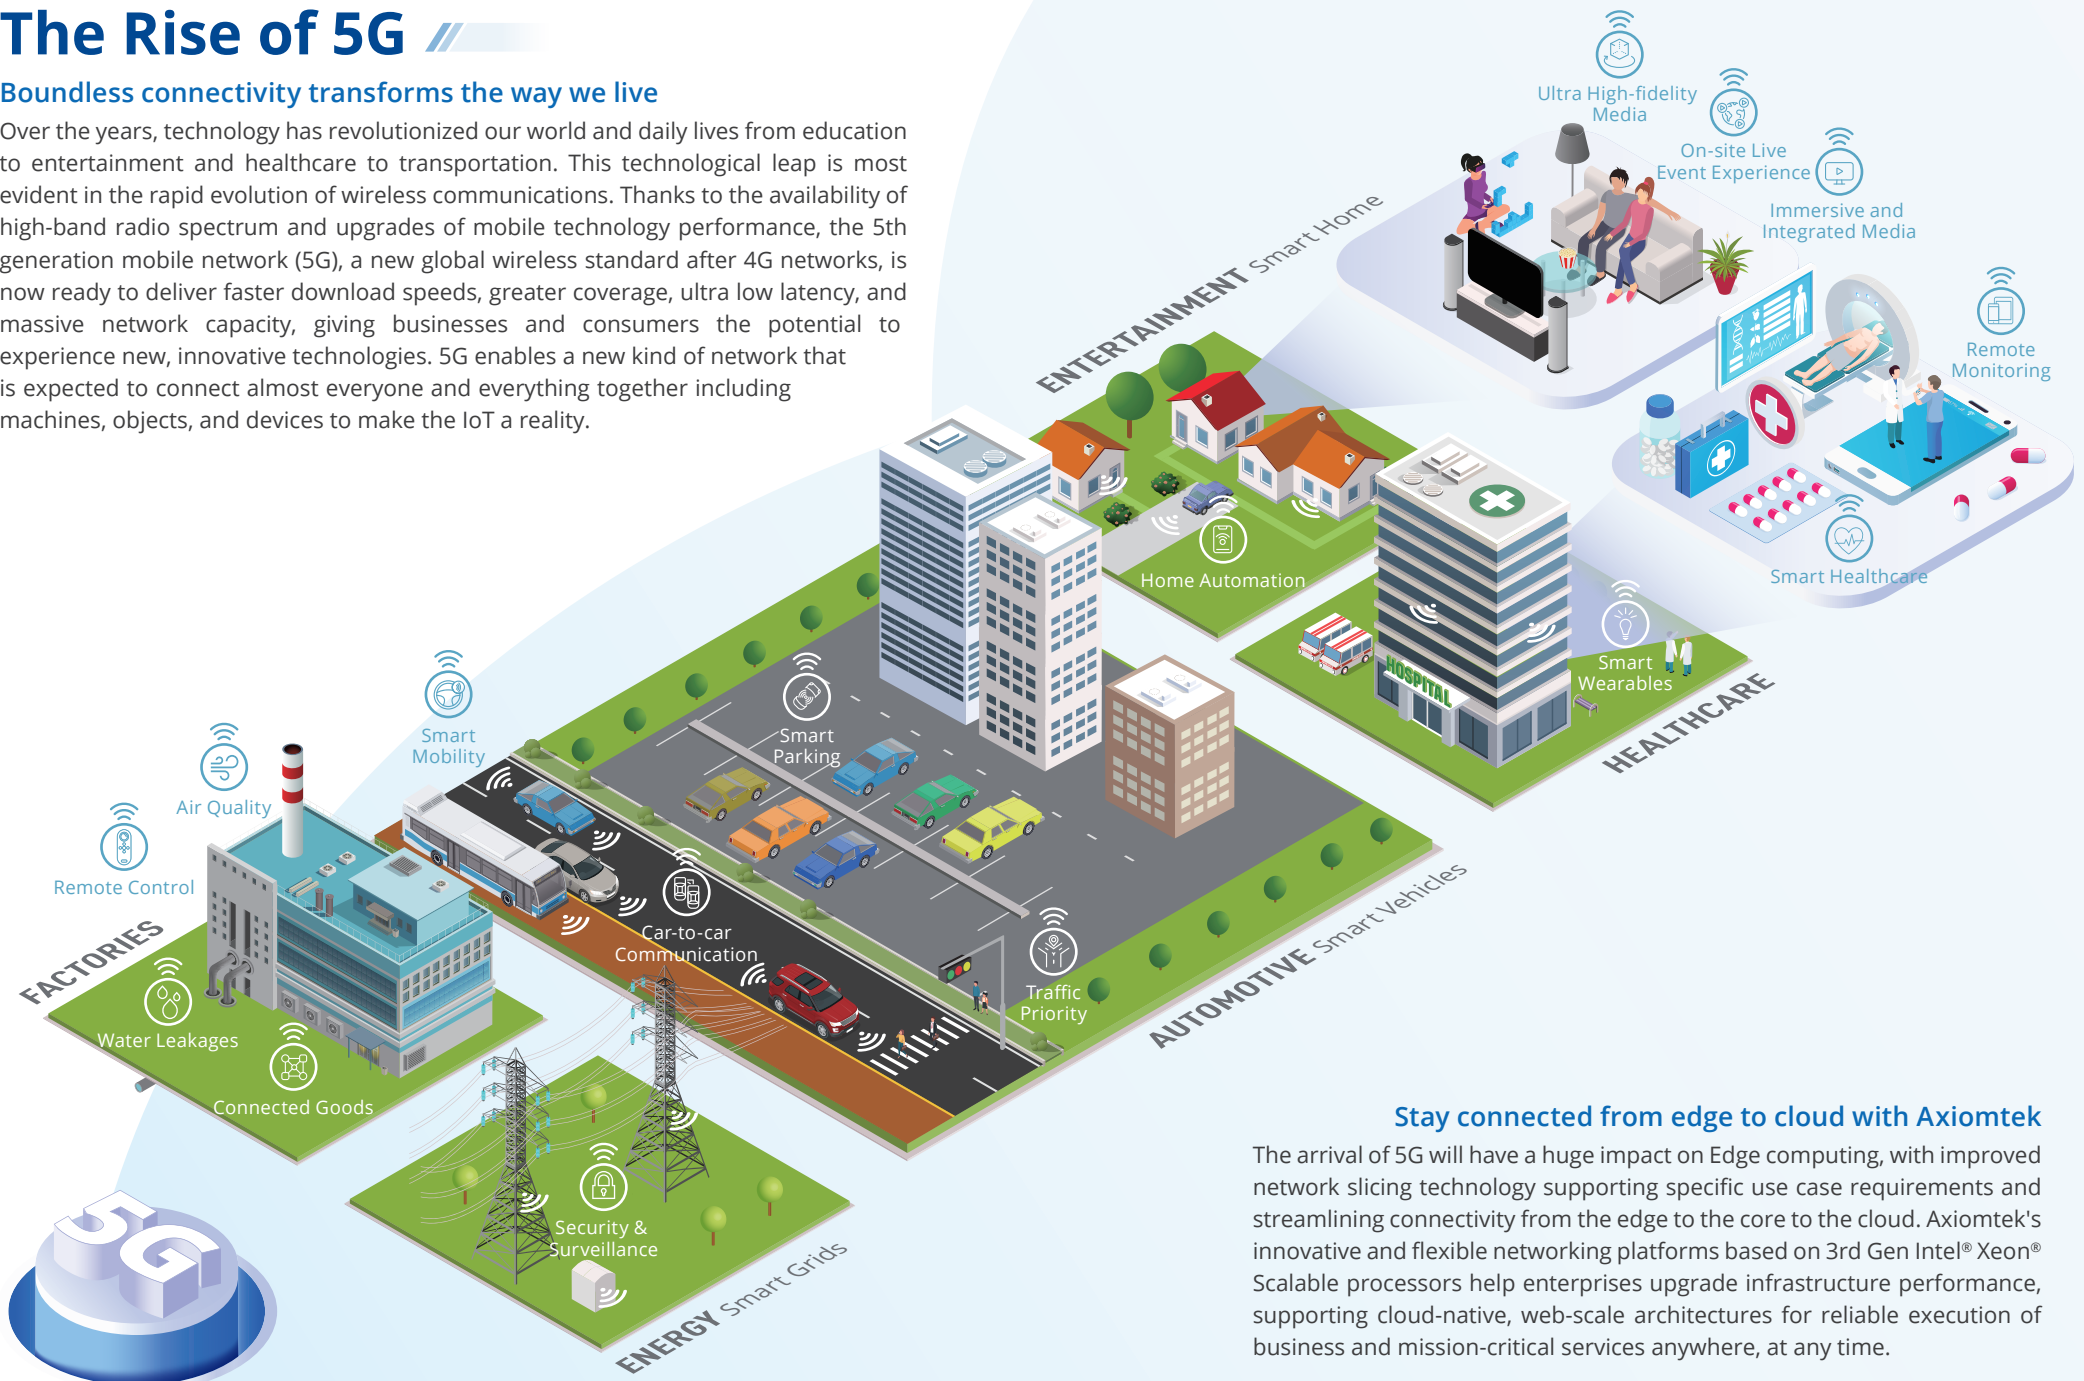 The Rise of 5G
Boundless connectivity transforms the way we live
Over the years, technology has revolutionized our world and daily lives from education
to entertainment and healthcare to transportation. This technological leap is most
evident in the rapid evolution of wireless communications. Thanks to the availability of
high-band radio spectrum and upgrades of mobile technology performance, the 5th
generation mobile network (5G), a new global wireless standard after 4G networks, is
now ready to deliver faster download speeds, greater coverage, ultra low latency, and
massive network capacity, giving businesses and consumers the potential to
experience new, innovative technologies. 5G enables a new kind of network that
is expected to connect almost everyone and everything together including
machines, objects, and devices to make the IoT a reality.
Ultra High-fidelity
Media
On-site Live
Event Experience
Immersive and
Integrated Media
ENTERTAINMENT Smart Home
Remote
Monitoring
Home Automation
Smart Healthcare
HOSPITAL
Smart
Wearables
HEALTHCARE
Smart
Mobility
Smart
Parking
Air Quality
Remote Control
FACTORIES
Car-to-car
Communication
Traffic
Priority
AUTOMOTIVE Smart Vehicles
Water Leakages
Connected Goods
Security &
Surveillance
ENERGY Smart Grids
5G
Stay connected from edge to cloud with Axiomtek
The arrival of 5G will have a huge impact on Edge computing, with improved
network slicing technology supporting specific use case requirements and
streamlining connectivity from the edge to the core to the cloud. Axiomtek's
innovative and flexible networking platforms based on 3rd Gen Intel® Xeon®
Scalable processors help enterprises upgrade infrastructure performance,
supporting cloud-native, web-scale architectures for reliable execution of
business and mission-critical services anywhere, at any time.